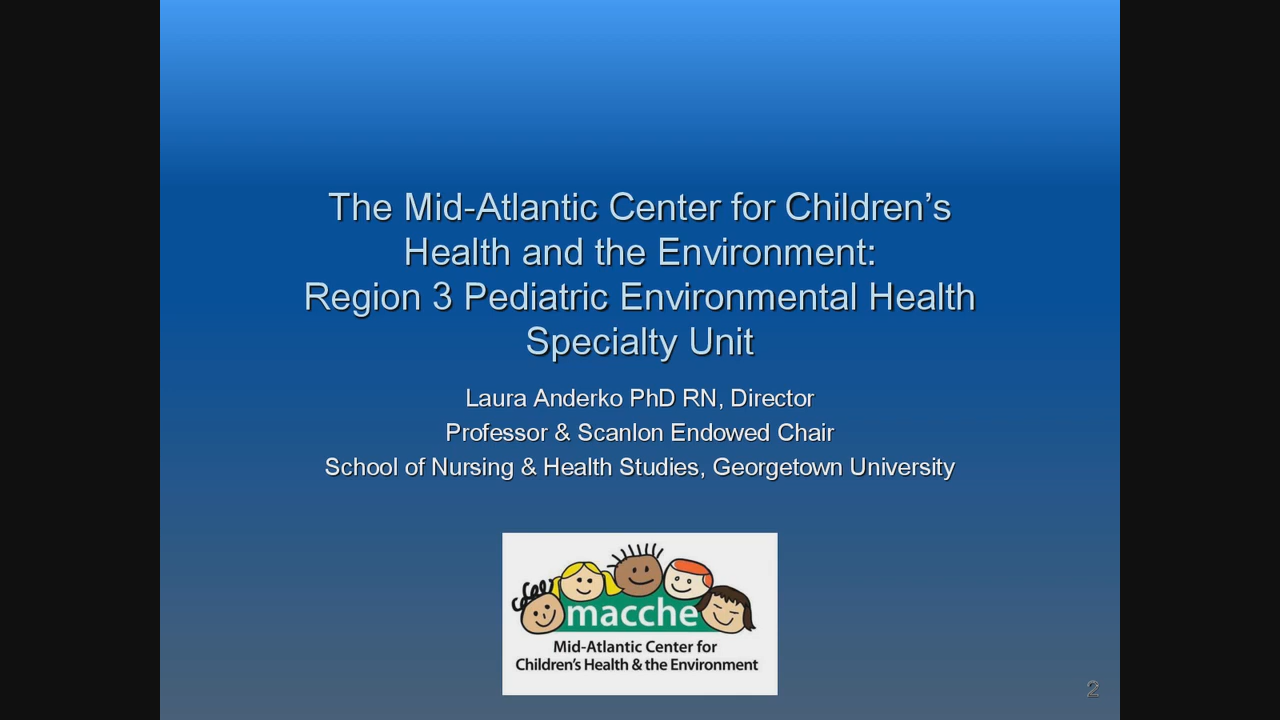 The Mid-Atlantic Center for Children’s
Health and the Environment:
Region 3 Pediatric Environmental Health
Specialty Unit
Laura Anderko PhD RN, Director
Professor & Scanlon Endowed Chair
School of Nursing & Health Studies, Georgetown University
macche
Mid-Atlantic Center for
Children’s Health & the Environment
2